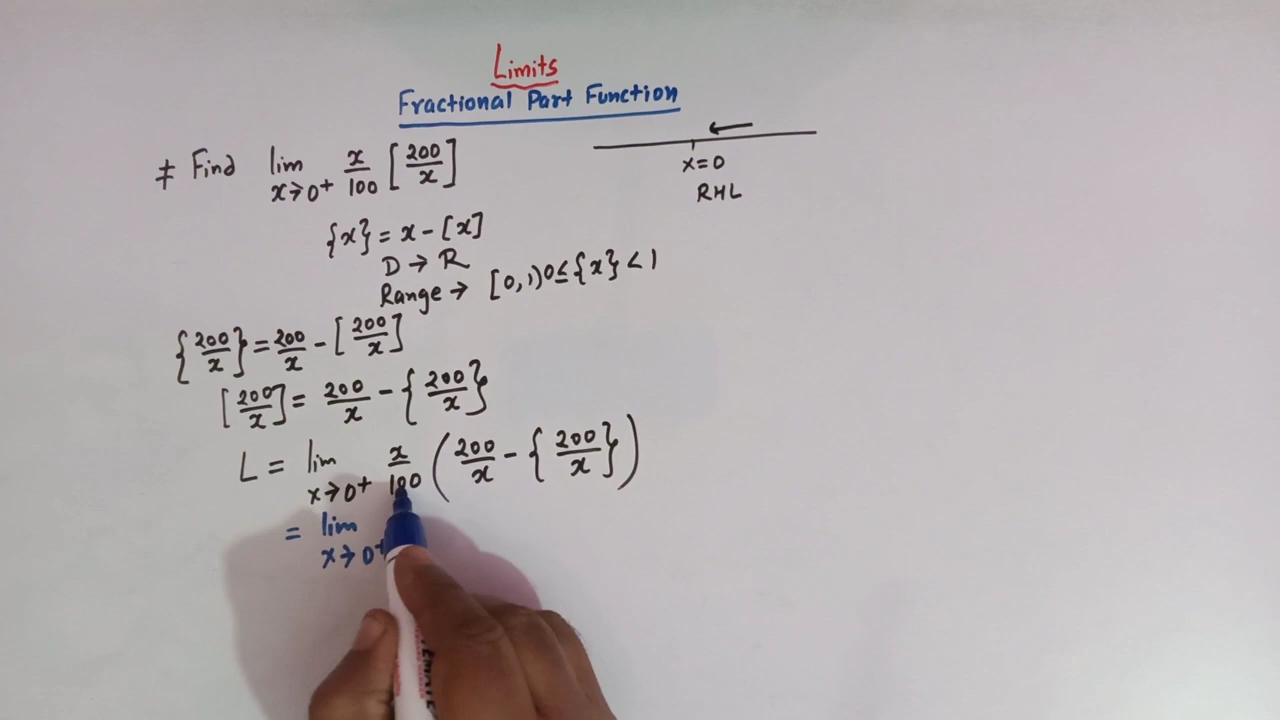 Limits
Fractional Part Function
≠ Find lim x→0⁺ x/100 [200/x]
x=0
RHL
{x} = x - [x]
D → R
Range → [0,1) 0≤{x}<1
{200/x} = 200/x - [200/x]
[200/x] = 200/x - {200/x}
L = lim x→0⁺ x/100 (200/x - {200/x})
= lim x→0⁺